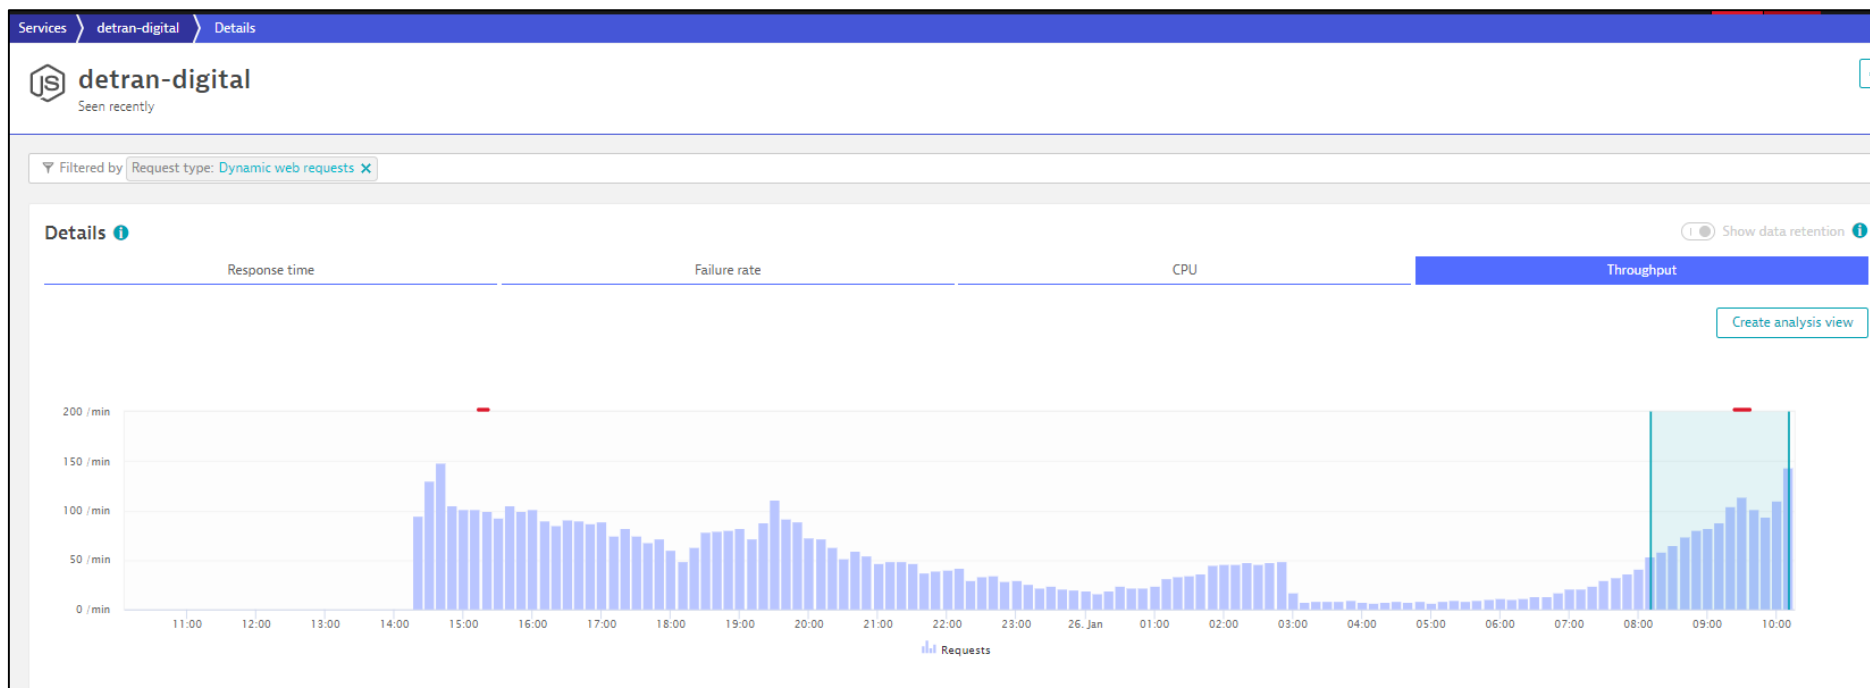 Services detran-digital Details
JS detran-digital
Seen recently
Filtered by Request type: Dynamic web requests
Details
Show data retention
Response time Failure rate CPU Throughput
Create analysis view
200 /min
150 /min
100 /min
50 /min
0 /min
11:00 12:00 13:00 14:00 15:00 16:00 17:00 18:00 19:00 20:00 21:00 22:00 23:00 26. Jan 01:00 02:00 03:00 04:00 05:00 06:00 07:00 08:00 09:00 10:00
Requests